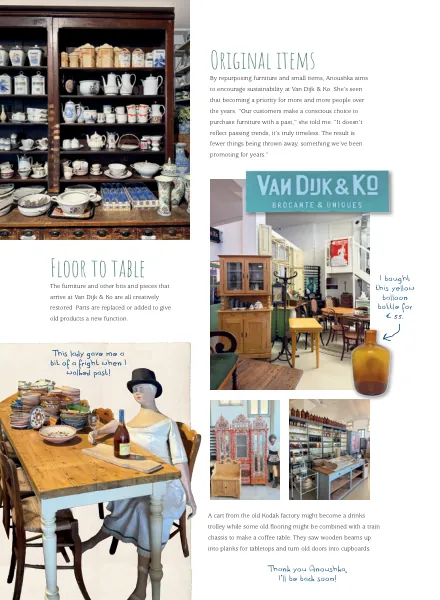 Original items
By repurposing furniture and small items, Anoushka aims
to encourage sustainability at Van Dijk & Ko. She's seen
that becoming a priority for more and more people over
the years. "Our customers make a conscious choice to
purchase furniture with a past," she told me. "It doesn't
reflect passing trends, it's truly timeless. The result is
fewer things being thrown away, something we've been
promoting for years."
VAN DIJK & KO
BROCANTE & UNIQUES
Floor to table
The furniture and other bits and pieces that
arrive at Van Dijk & Ko are all creatively
restored. Parts are replaced or added to give
old products a new function.
I bought
this yellow
balloon
bottle for
€ 55.
This lady gave me a
bit of a fright when I
walked past!
A cart from the old Kodak factory might become a drinks
trolley while some old flooring might be combined with a train
chassis to make a coffee table. They saw wooden beams up
into planks for tabletops and turn old doors into cupboards.
Thank you Anoushka,
I'll be back soon!